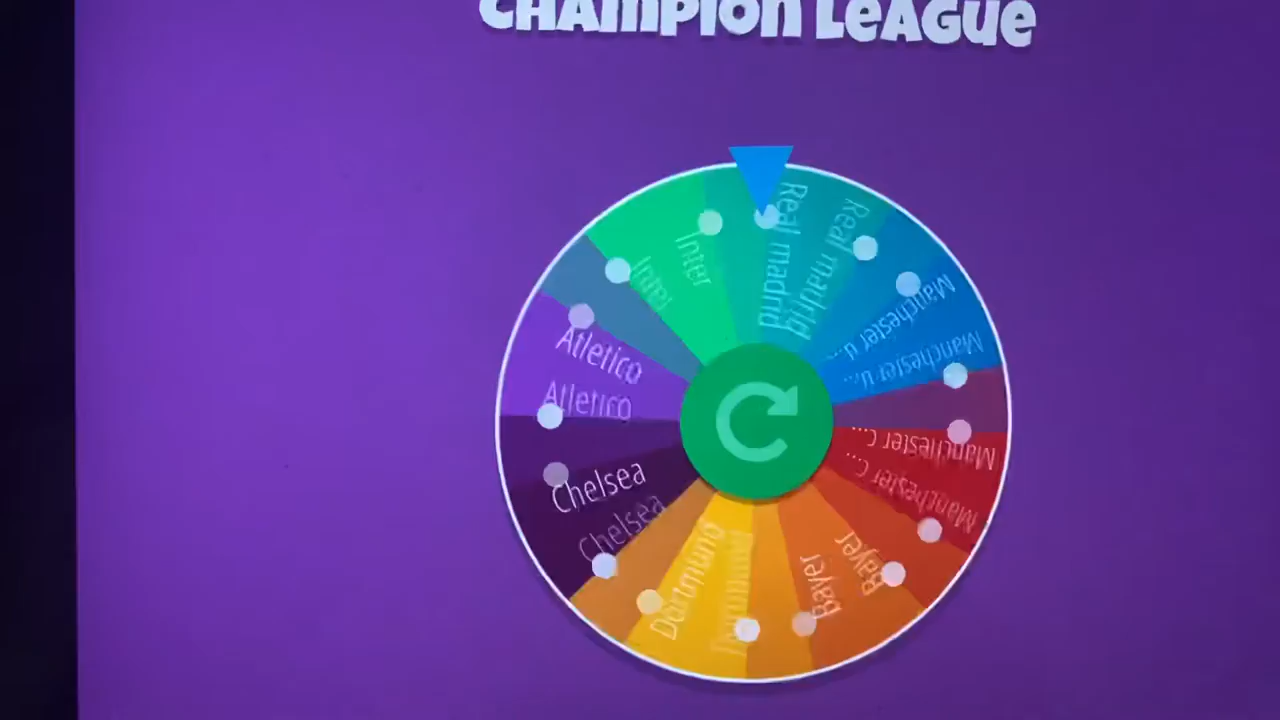 CHAMPION LEAGUE
Real madrid
Real madrid
Manchester u...
Manchester u...
Manchester c...
Manchester c...
Bayer
Bayer
Dortmund
Dortmund
Chelsea
Chelsea
Atletico
Atletico
Inter
Inter